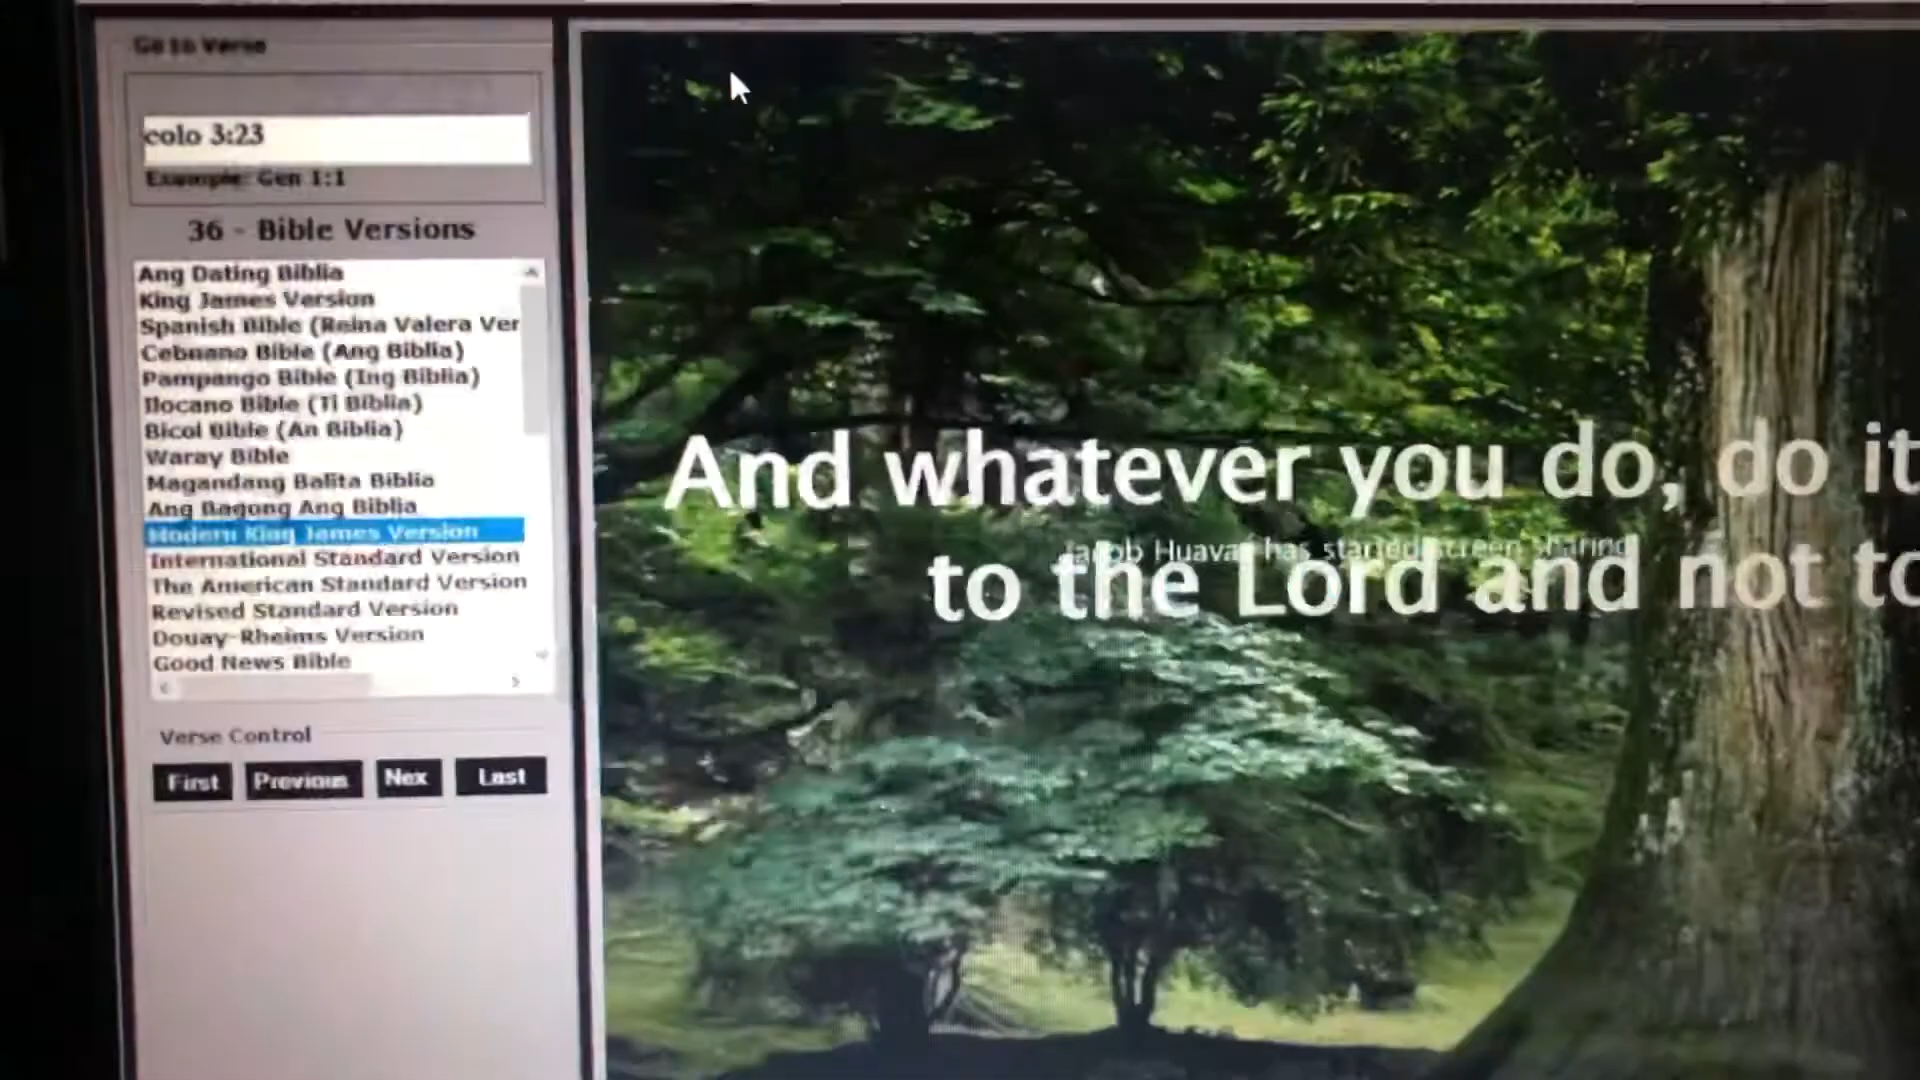 Go to Verse
colo 3:23
Example: Gen 1:1
36 - Bible Versions
Ang Dating Biblia
King James Version
Spanish Bible (Reina Valera Ver
Cebuano Bible (Ang Biblia)
Pampango Bible (Ing Biblia)
Ilocano Bible (Ti Biblia)
Bicol Bible (An Biblia)
Waray Bible
Magandang Balita Biblia
Ang Bagong Ang Biblia
Modern King James Version
International Standard Version
The American Standard Version
Revised Standard Version
Douay-Rheims Version
Good News Bible
Verse Control
First Previous Nex Last
And whatever you do, do it
has started screen sharing
to the Lord and not to